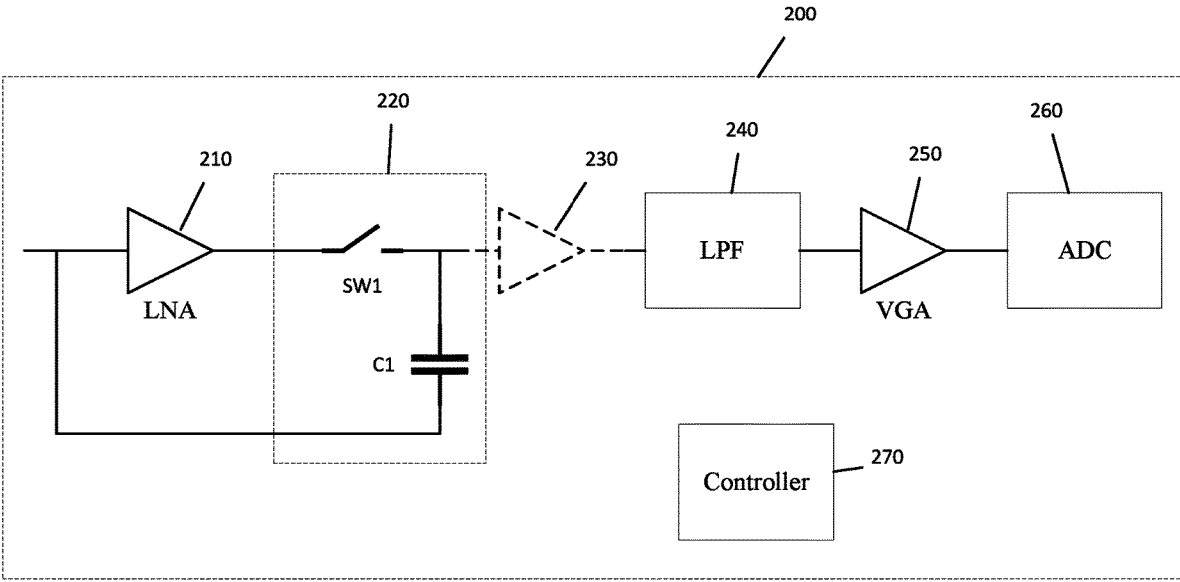 200
220
260
240
210
230
250
LPF
ADC
SW1
LNA
VGA
C1
270
Controller